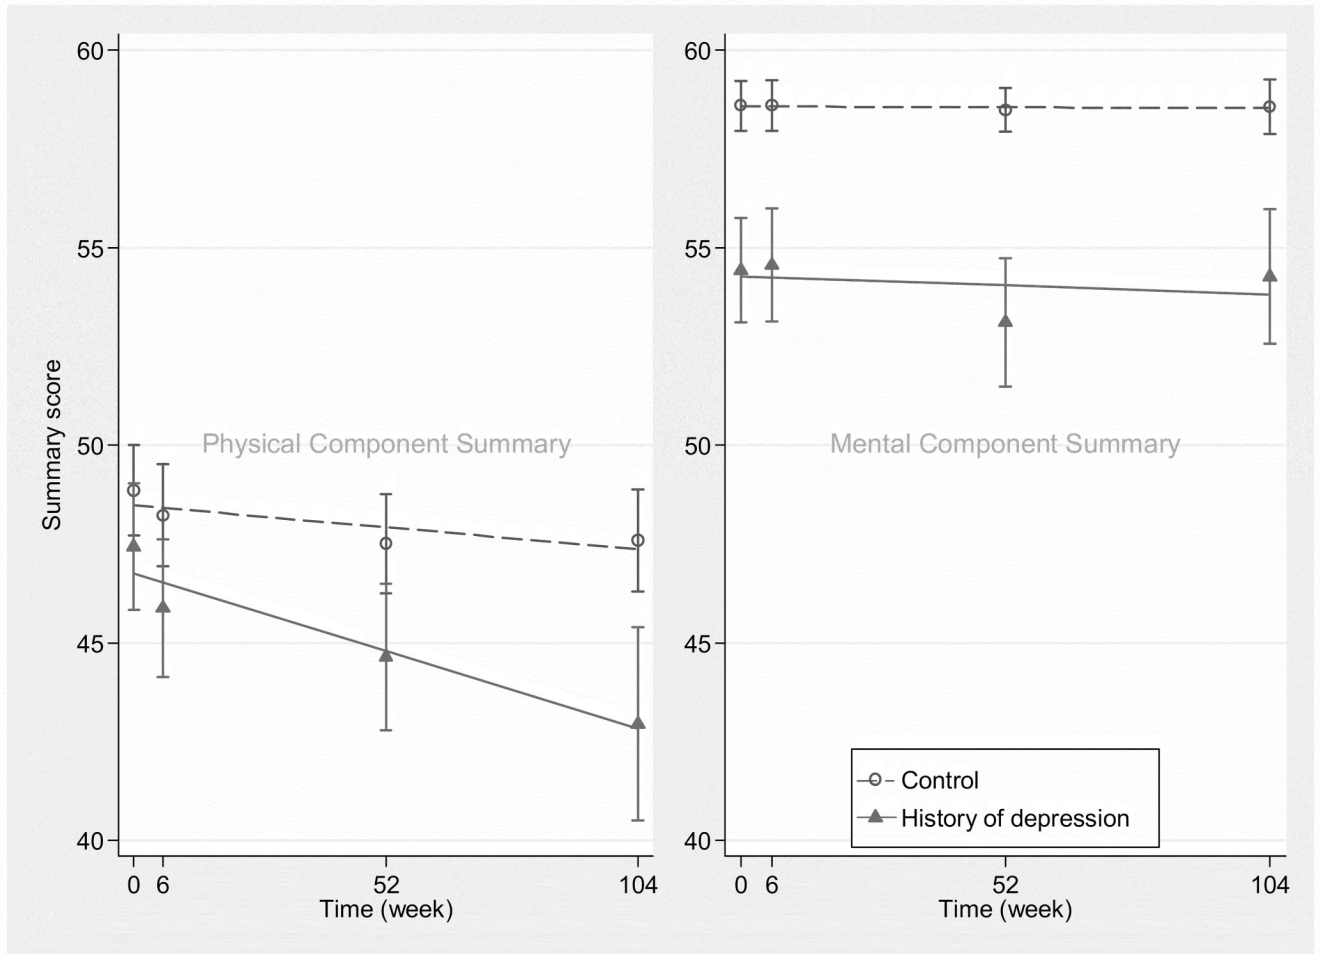 60
55
50
45
40
Summary score
Physical Component Summary
0 6 52 104
Time (week)
60
55
50
45
40
Mental Component Summary
Control
History of depression
0 6 52 104
Time (week)